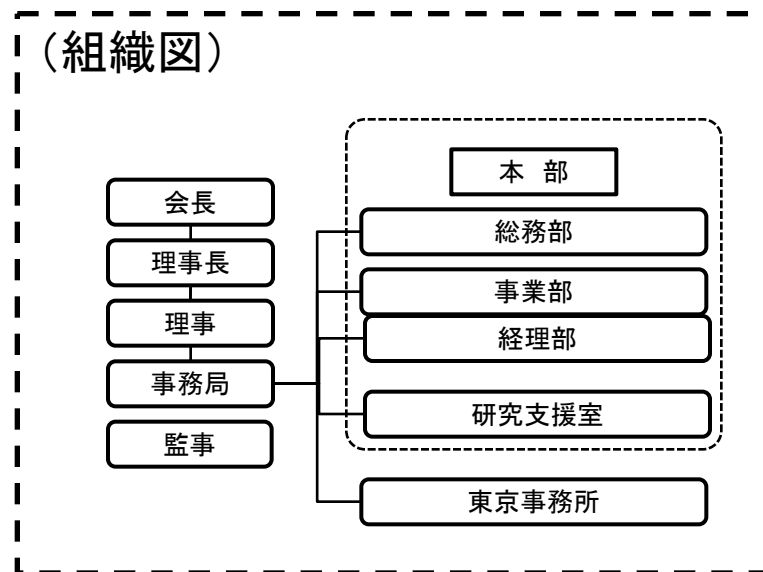 (組織図)
会長
理事長
理事
事務局
監事
本 部
総務部
事業部
経理部
研究支援室
東京事務所